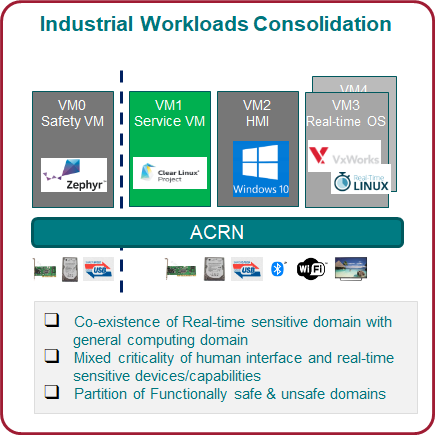 Industrial Workloads Consolidation
VM0
Safety VM
Zephyr
VM1
Service VM
Clear Linux
Project
VM2
HMI
Windows 10
VM4
VM3
Real-time OS
VxWorks
Real-Time
LINUX
ACRN
USB
USB
WiFi
Co-existence of Real-time sensitive domain with
general computing domain
Mixed criticality of human interface and real-time
sensitive devices/capabilities
Partition of Functionally safe & unsafe domains